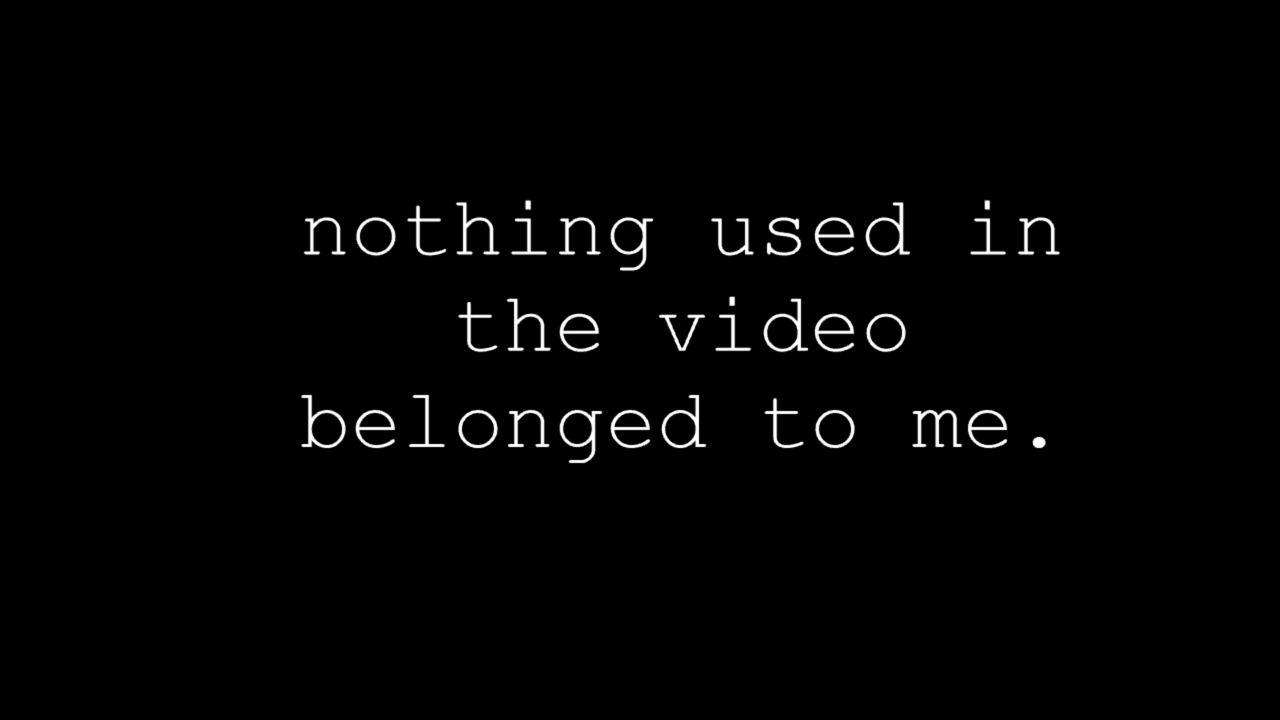 nothing used in
the video
belonged to me.